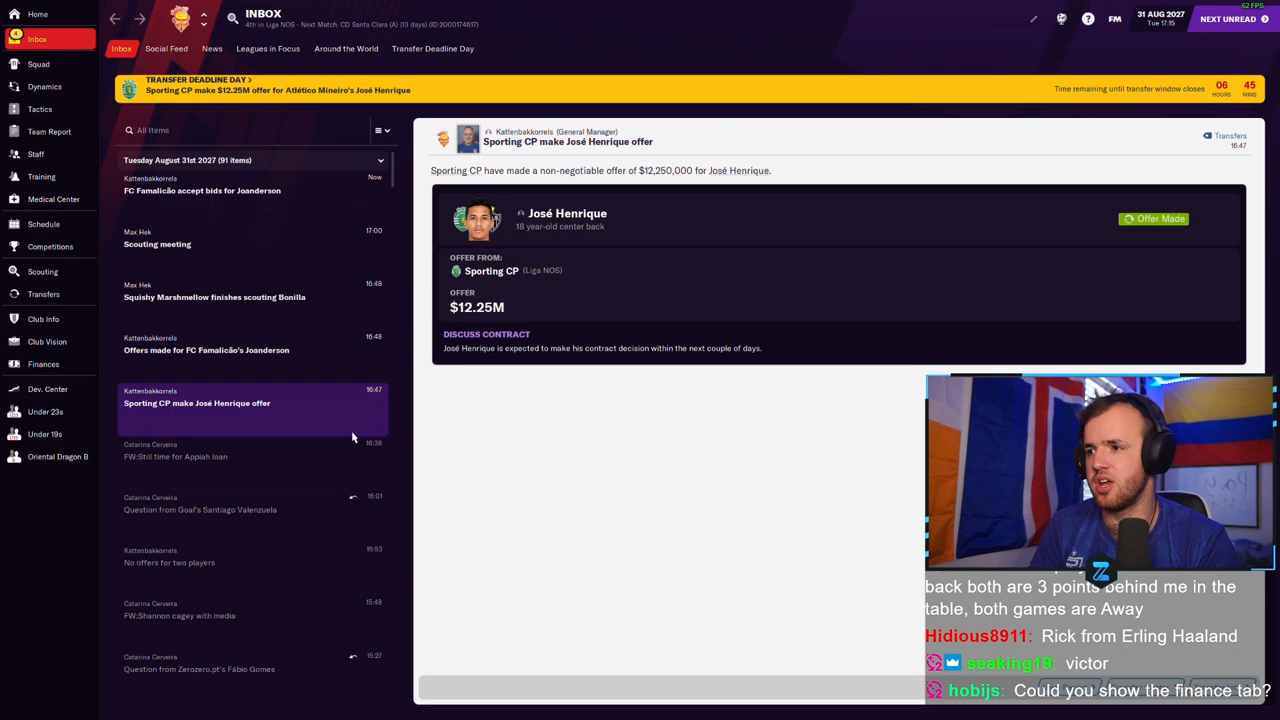 62 FPS
Home
INBOX
4th in Liga NOS - Next Match: CD Santa Clara (A) (13 days) (ID:2000174617)
FM
31 AUG 2027
Tue 17:15
NEXT UNREAD
4
Inbox
Squad
Dynamics
Tactics
Team Report
Staff
Training
Medical Center
Schedule
Competitions
Scouting
Transfers
Club Info
Club Vision
Finances
Dev. Center
Under 23s
Under 19s
Oriental Dragon B
Inbox Social Feed News Leagues in Focus Around the World Transfer Deadline Day
TRANSFER DEADLINE DAY >
Sporting CP make $12.25M offer for Atlético Mineiro's José Henrique
Time remaining until transfer window closes
06 45
HOURS MINS
All Items
Tuesday August 31st 2027 (91 items)
Kattenbakkorrels Now
FC Famalicão accept bids for Joanderson
Max Hek 17:00
Scouting meeting
Max Hek 16:48
Squishy Marshmellow finishes scouting Bonilla
Kattenbakkorrels 16:48
Offers made for FC Famalicão's Joanderson
Kattenbakkorrels 16:47
Sporting CP make José Henrique offer
Catarina Cerveira 16:38
FW:Still time for Appiah loan
Catarina Cerveira 16:01
Question from Goal's Santiago Valenzuela
Kattenbakkorrels 15:53
No offers for two players
Catarina Cerveira 15:48
FW:Shannon cagey with media
Catarina Cerveira 15:27
Question from Zerozero.pt's Fábio Gomes
Kattenbakkorrels (General Manager)
Sporting CP make José Henrique offer
Transfers
16:47
Sporting CP have made a non-negotiable offer of $12,250,000 for José Henrique.
José Henrique
18 year-old center back
Offer Made
OFFER FROM:
Sporting CP (Liga NOS)
OFFER
$12.25M
DISCUSS CONTRACT
José Henrique is expected to make his contract decision within the next couple of days.
back both are 3 points behind me in the
table, both games are Away
Hidious8911: Rick from Erling Haaland
seaking19 victor
hobijs: Could you show the finance tab?